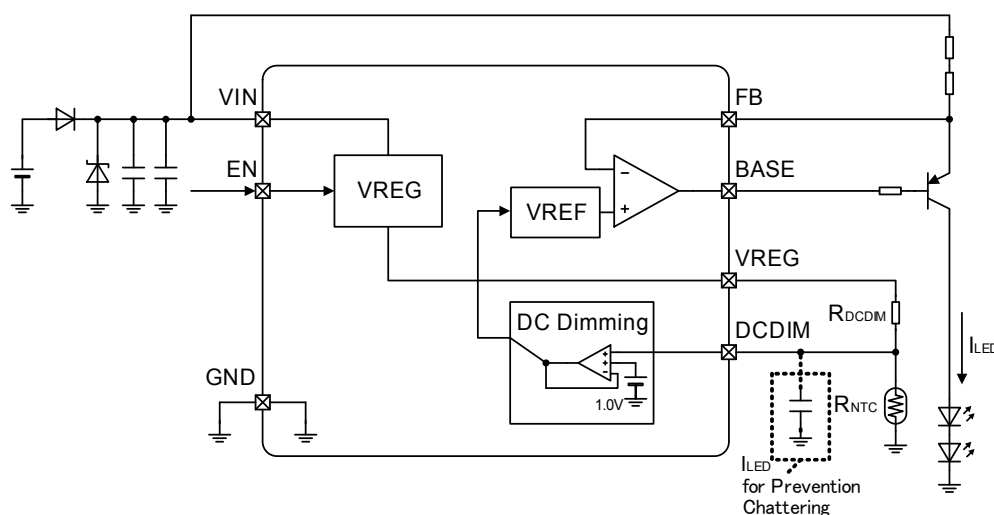 VIN
FB
EN
VREG
BASE
VREF
−
+
VREG
DC Dimming
DCDIM
RDCDIM
ILED
+
+
−
1.0V
GND
RNTC
ILED
for Prevention
Chattering